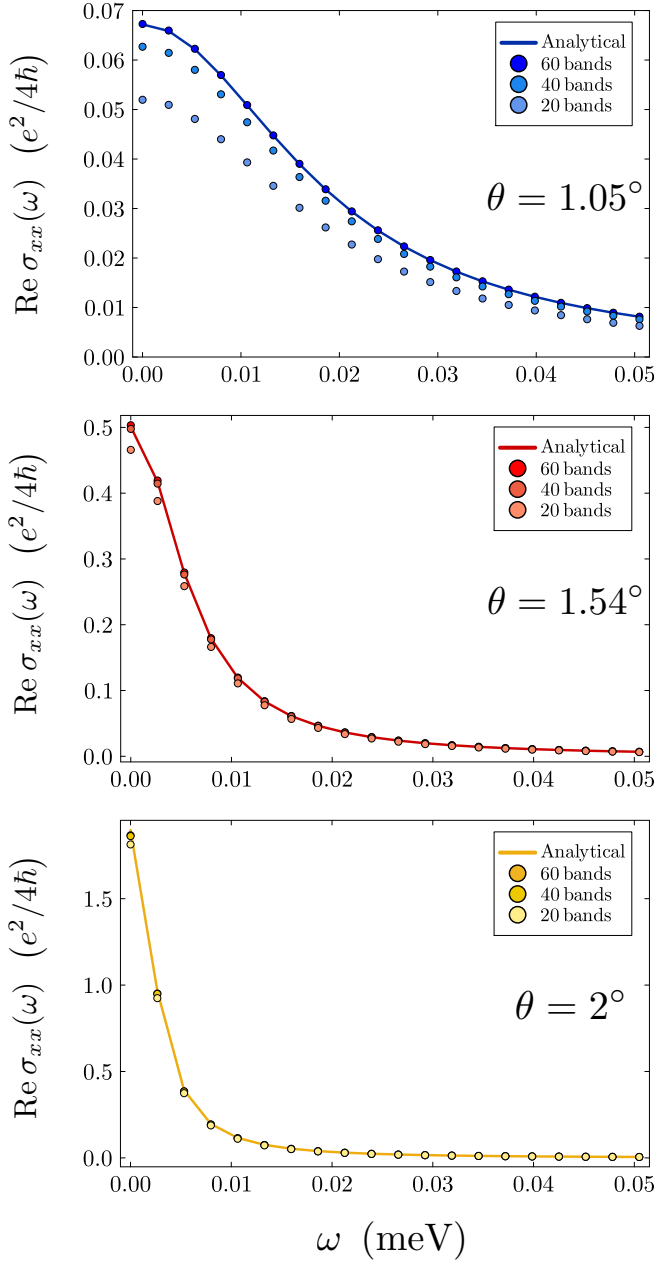 0.07
0.06
0.05
0.04
0.03
0.02
0.01
0.00
Re σxx(ω) (e²/4ħ)
Analytical
60 bands
40 bands
20 bands
θ = 1.05°
0.00 0.01 0.02 0.03 0.04 0.05
0.5
0.4
0.3
0.2
0.1
0.0
Re σxx(ω) (e²/4ħ)
Analytical
60 bands
40 bands
20 bands
θ = 1.54°
0.00 0.01 0.02 0.03 0.04 0.05
1.5
1.0
0.5
0.0
Re σxx(ω) (e²/4ħ)
Analytical
60 bands
40 bands
20 bands
θ = 2°
0.00 0.01 0.02 0.03 0.04 0.05
ω (meV)